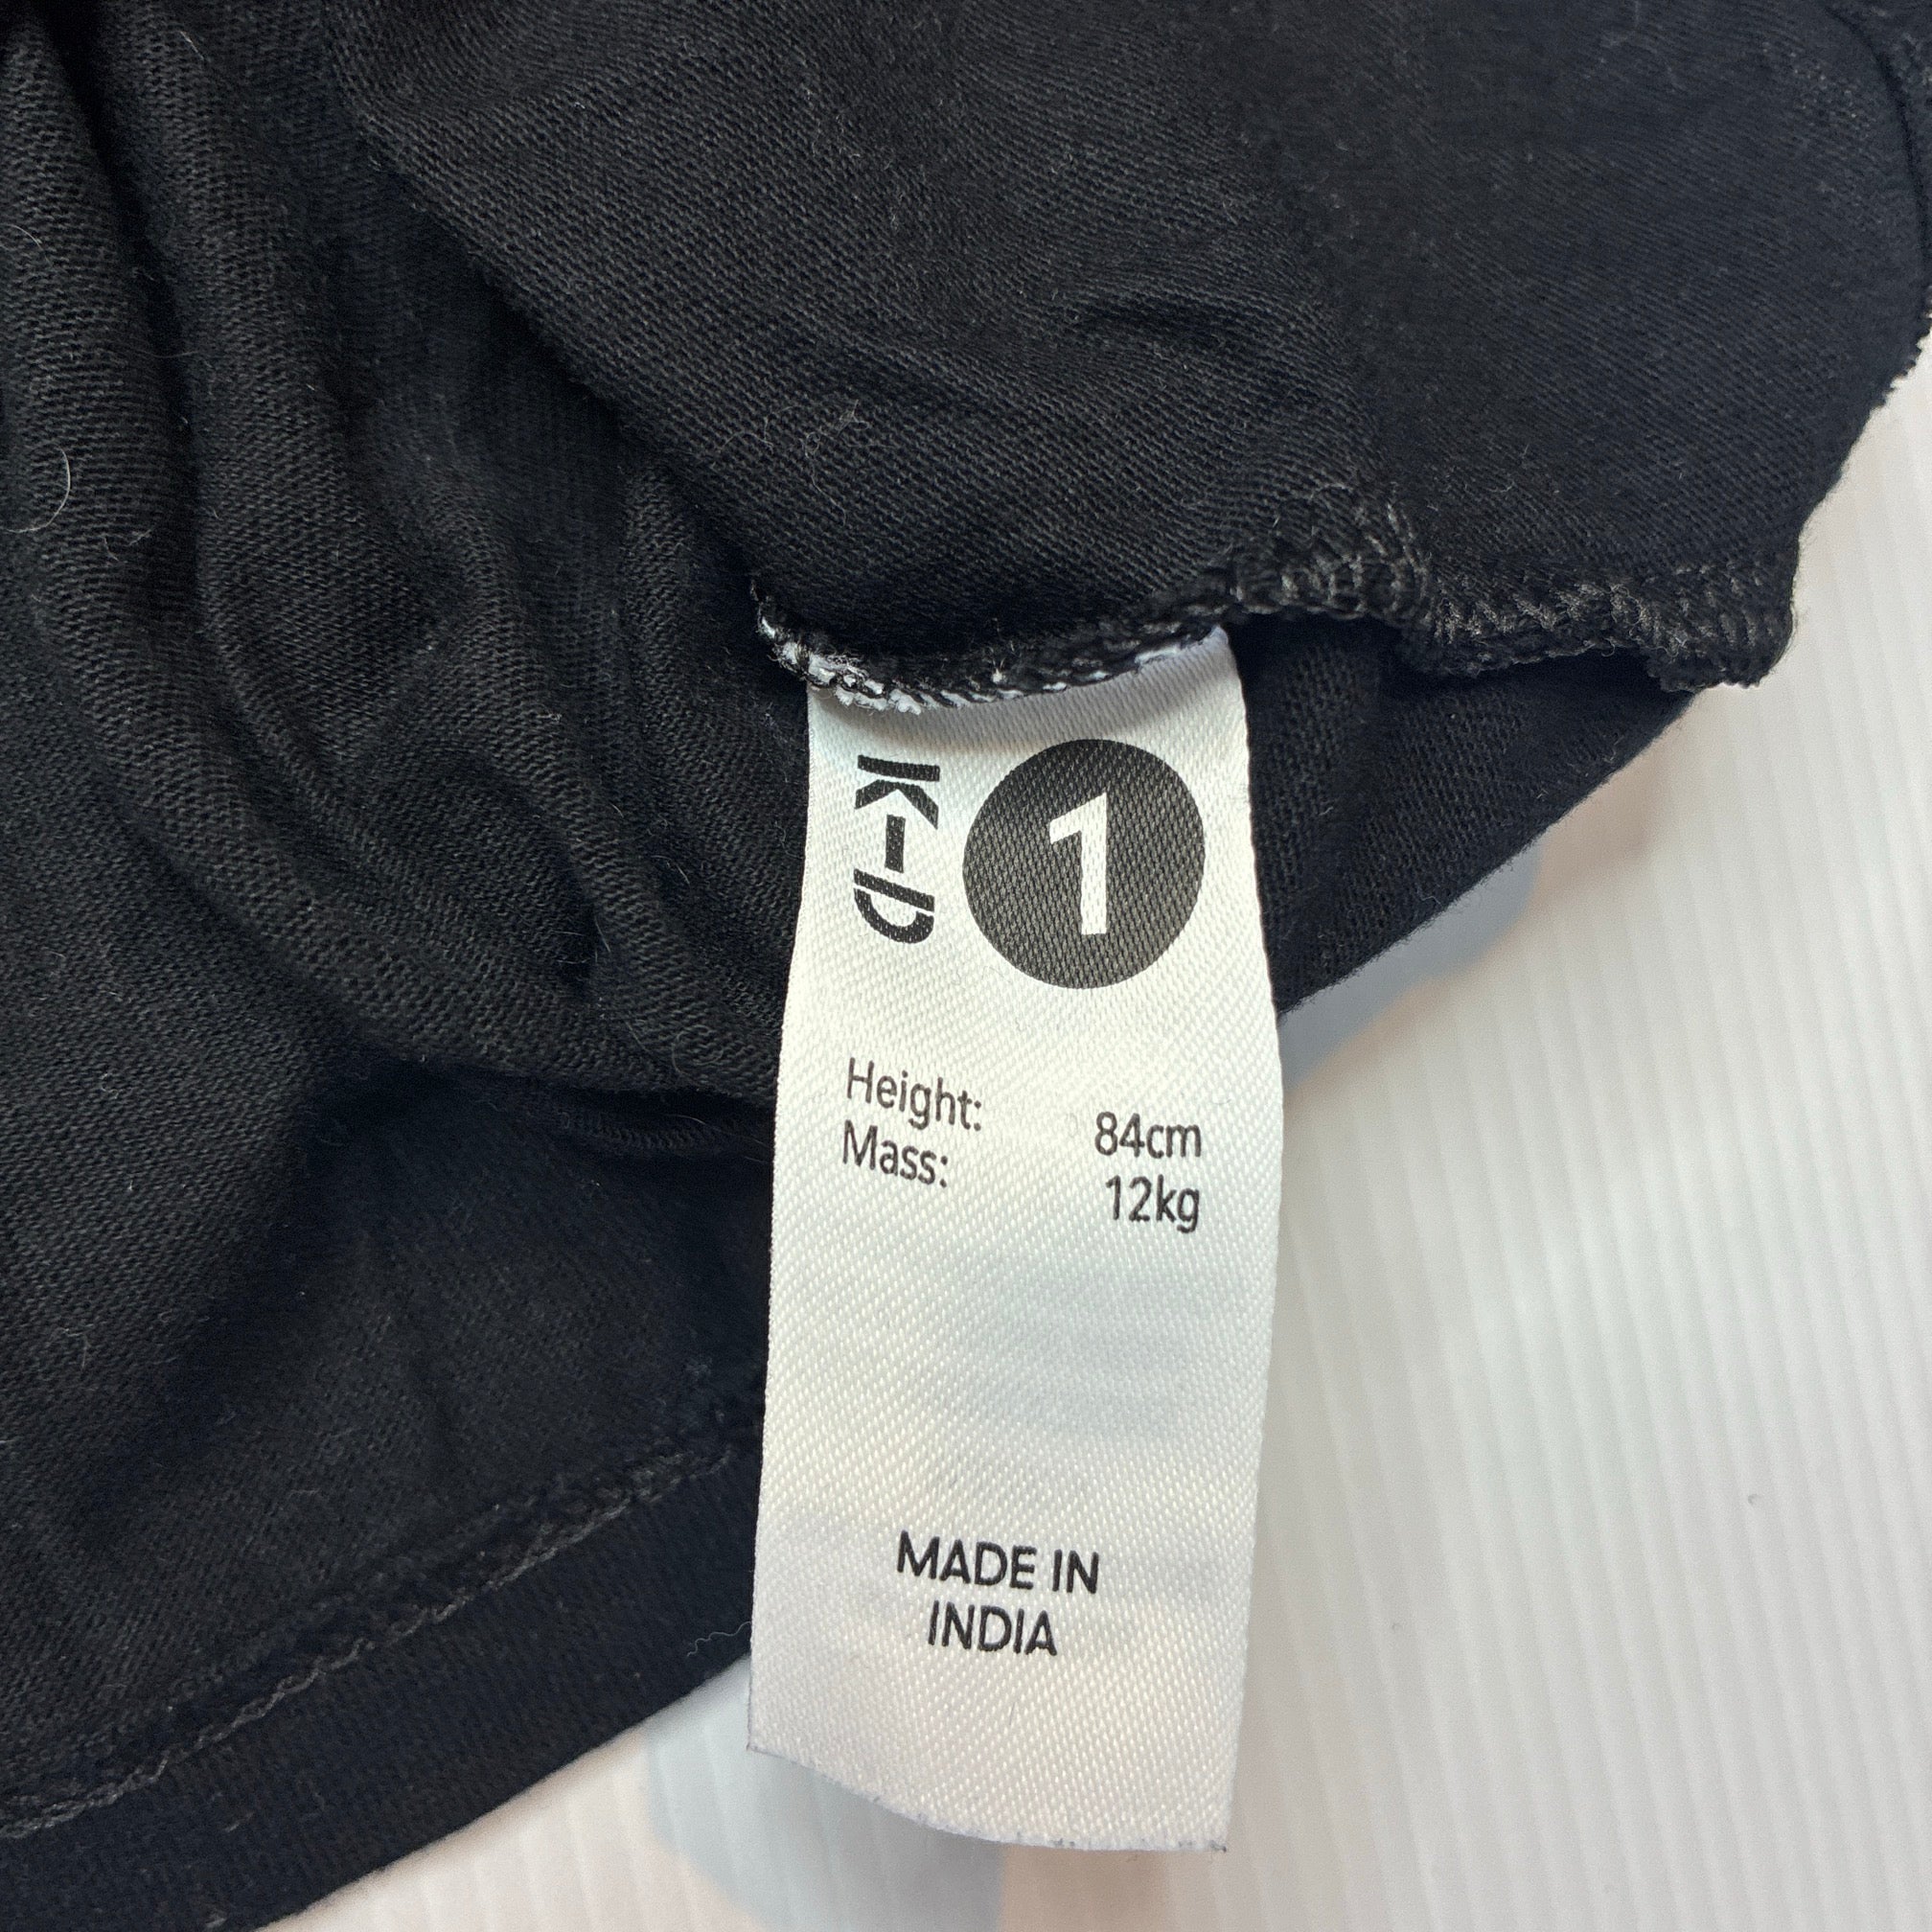 K-D
1
Height: 84cm
Mass: 12kg
MADE IN
INDIA